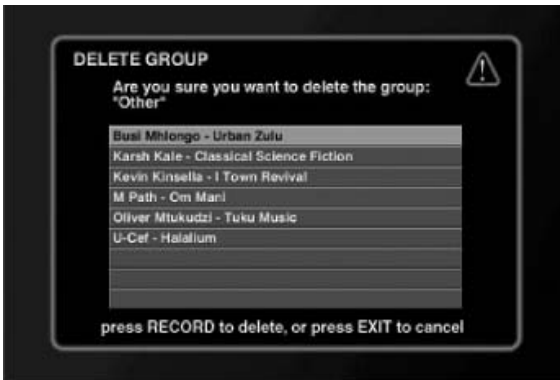 DELETE GROUP
Are you sure you want to delete the group:
"Other"
Busi Mhlongo - Urban Zulu
Karsh Kale - Classical Science Fiction
Kevin Kinsella - I Town Revival
M Path - Om Mani
Oliver Mtukudzi - Tuku Music
U-Cef - Halalium
press RECORD to delete, or press EXIT to cancel